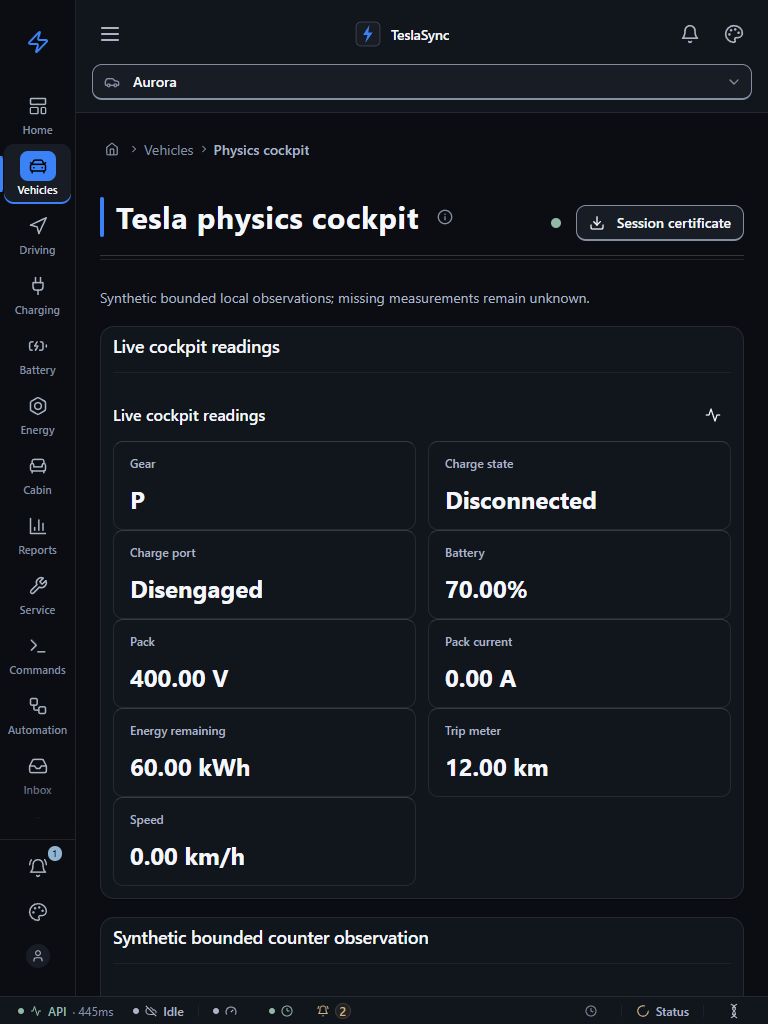 TeslaSync
Aurora
Home
Vehicles
Driving
Charging
Battery
Energy
Cabin
Reports
Service
Commands
Automation
Inbox
1
Vehicles
Physics cockpit
Tesla physics cockpit
Session certificate
Synthetic bounded local observations; missing measurements remain unknown.
Live cockpit readings
Live cockpit readings
Gear
P
Charge state
Disconnected
Charge port
Disengaged
Battery
70.00%
Pack
400.00 V
Pack current
0.00 A
Energy remaining
60.00 kWh
Trip meter
12.00 km
Speed
0.00 km/h
Synthetic bounded counter observation
API · 445ms
Idle
2
Status